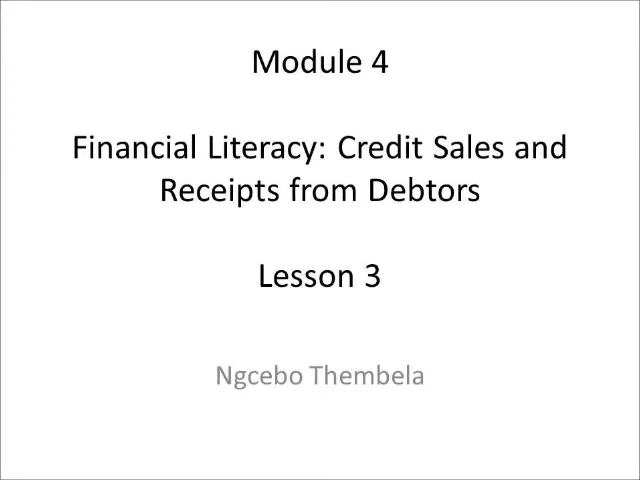 Module 4
Financial Literacy: Credit Sales and
Receipts from Debtors
Lesson 3
Ngcebo Thembela